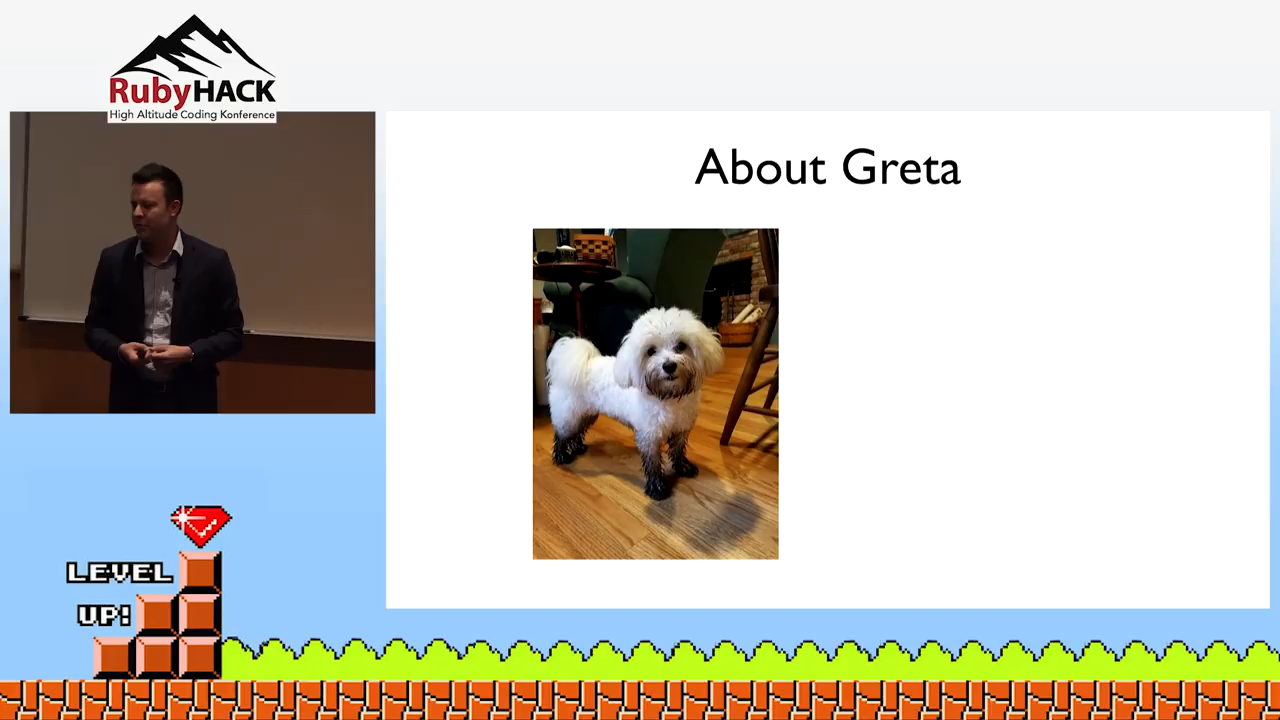 RubyHACK
High Altitude Coding Konference
About Greta
LEVEL
UP!